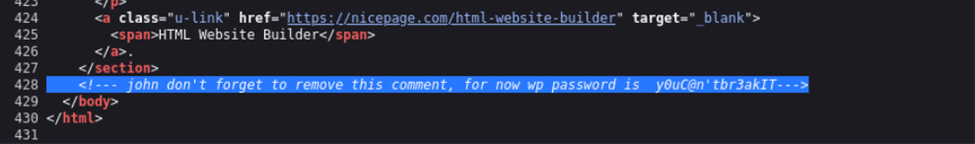 423 </p>
424 <a class="u-link" href="https://nicepage.com/html-website-builder" target="_blank">
425 <span>HTML Website Builder</span>
426 </a>.
427 </section>
428 <!--- john don't forget to remove this comment, for now wp password is  y0uC@n'tbr3akIT--->
429 </body>
430 </html>
431